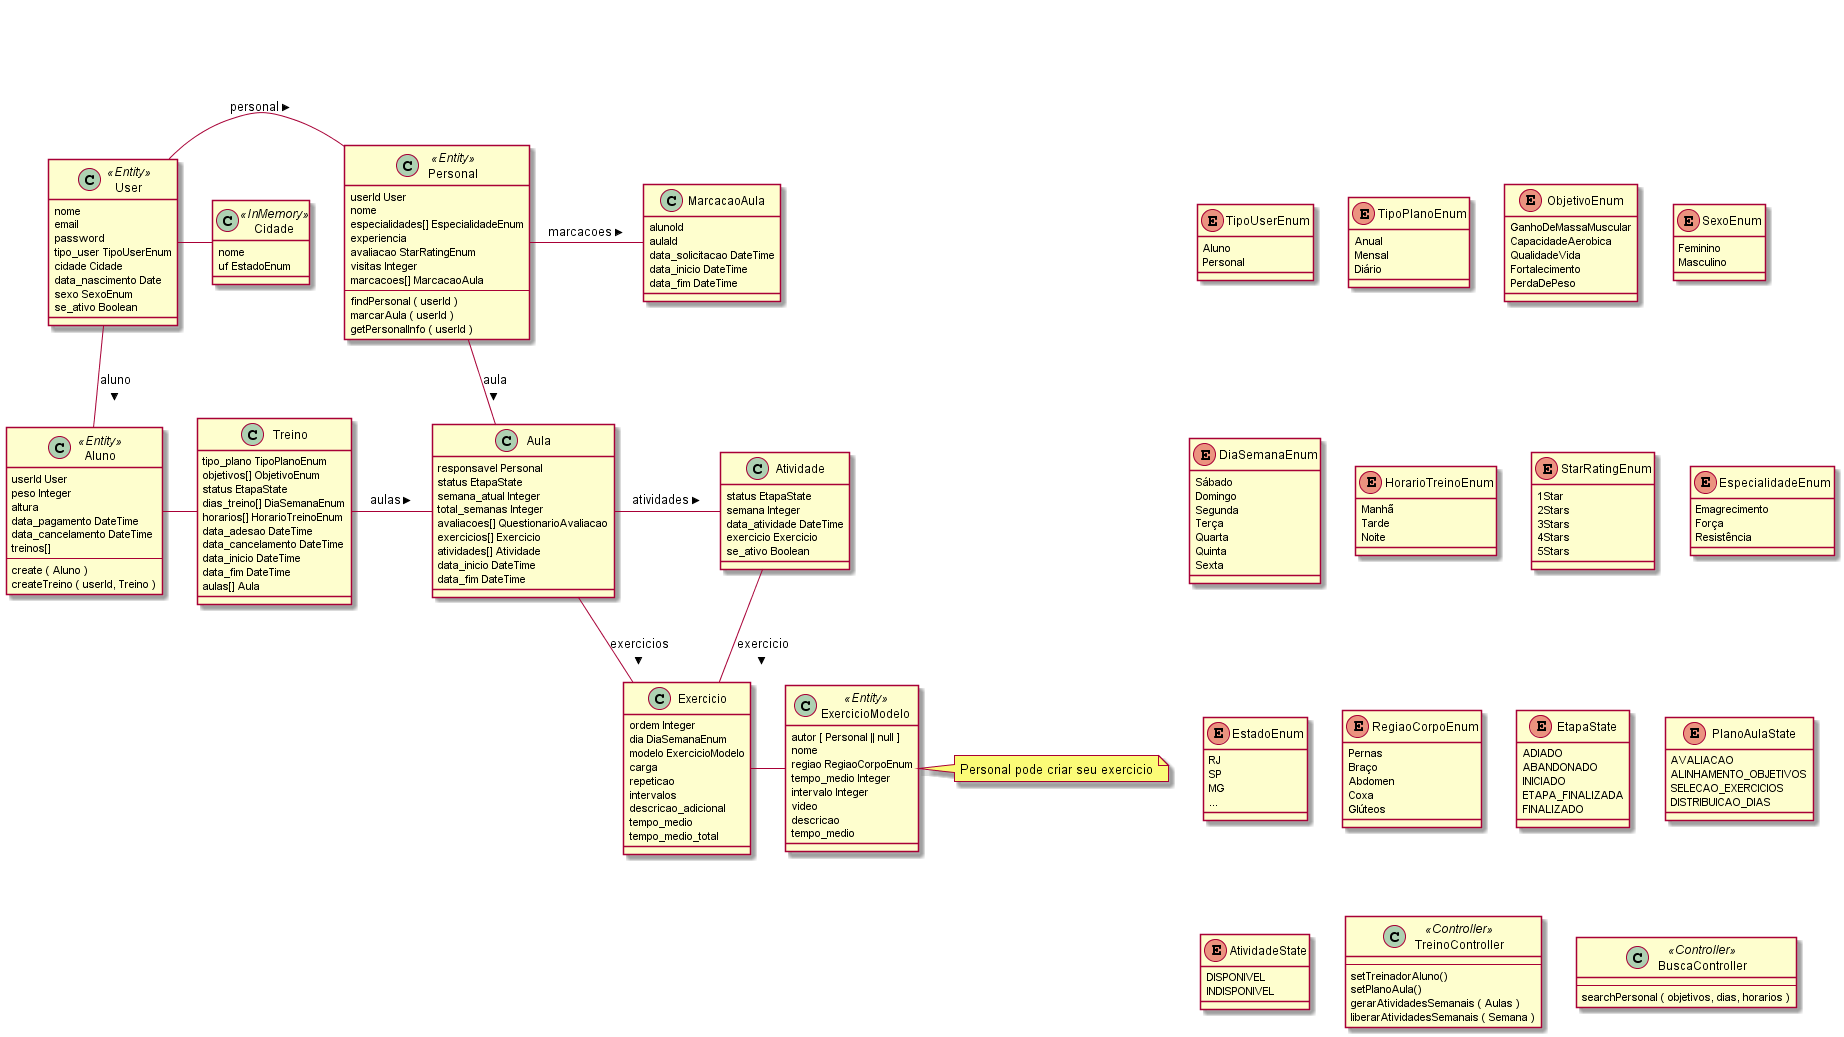 personal ▶
C «Entity»
User
nome
email
password
tipo_user TipoUserEnum
cidade Cidade
data_nascimento Date
sexo SexoEnum
se_ativo Boolean
C «InMemory»
Cidade
nome
uf EstadoEnum
C «Entity»
Personal
userId User
nome
especialidades[] EspecialidadeEnum
experiencia
avaliacao StarRatingEnum
visitas Integer
marcacoes[] MarcacaoAula
findPersonal ( userId )
marcarAula ( userId )
getPersonalInfo ( userId )
marcacoes ▶
C MarcacaoAula
alunoId
aulaId
data_solicitacao DateTime
data_inicio DateTime
data_fim DateTime
E TipoUserEnum
Aluno
Personal
E TipoPlanoEnum
Anual
Mensal
Diário
E ObjetivoEnum
GanhoDeMassaMuscular
CapacidadeAerobica
QualidadeVida
Fortalecimento
PerdaDePeso
E SexoEnum
Feminino
Masculino
aluno
▼
aula
▼
C «Entity»
Aluno
userId User
peso Integer
altura
data_pagamento DateTime
data_cancelamento DateTime
treinos[]
create ( Aluno )
createTreino ( userId, Treino )
C Treino
tipo_plano TipoPlanoEnum
objetivos[] ObjetivoEnum
status EtapaState
dias_treino[] DiaSemanaEnum
horarios[] HorarioTreinoEnum
data_adesao DateTime
data_cancelamento DateTime
data_inicio DateTime
data_fim DateTime
aulas[] Aula
aulas ▶
C Aula
responsavel Personal
status EtapaState
semana_atual Integer
total_semanas Integer
avaliacoes[] QuestionarioAvaliacao
exercicios[] Exercicio
atividades[] Atividade
data_inicio DateTime
data_fim DateTime
atividades ▶
C Atividade
status EtapaState
semana Integer
data_atividade DateTime
exercicio Exercicio
se_ativo Boolean
E DiaSemanaEnum
Sábado
Domingo
Segunda
Terça
Quarta
Quinta
Sexta
E HorarioTreinoEnum
Manhã
Tarde
Noite
E StarRatingEnum
1Star
2Stars
3Stars
4Stars
5Stars
E EspecialidadeEnum
Emagrecimento
Força
Resistência
exercicios
▼
exercicio
▼
C Exercicio
ordem Integer
dia DiaSemanaEnum
modelo ExercicioModelo
carga
repeticao
intervalos
descricao_adicional
tempo_medio
tempo_medio_total
C «Entity»
ExercicioModelo
autor [ Personal || null ]
nome
regiao RegiaoCorpoEnum
tempo_medio Integer
intervalo Integer
video
descricao
tempo_medio
Personal pode criar seu exercicio
E EstadoEnum
RJ
SP
MG
...
E RegiaoCorpoEnum
Pernas
Braço
Abdomen
Coxa
Glúteos
E EtapaState
ADIADO
ABANDONADO
INICIADO
ETAPA_FINALIZADA
FINALIZADO
E PlanoAulaState
AVALIACAO
ALINHAMENTO_OBJETIVOS
SELECAO_EXERCICIOS
DISTRIBUICAO_DIAS
E AtividadeState
DISPONIVEL
INDISPONIVEL
C «Controller»
TreinoController
setTreinadorAluno()
setPlanoAula()
gerarAtividadesSemanais ( Aulas )
liberarAtividadesSemanais ( Semana )
C «Controller»
BuscaController
searchPersonal ( objetivos, dias, horarios )